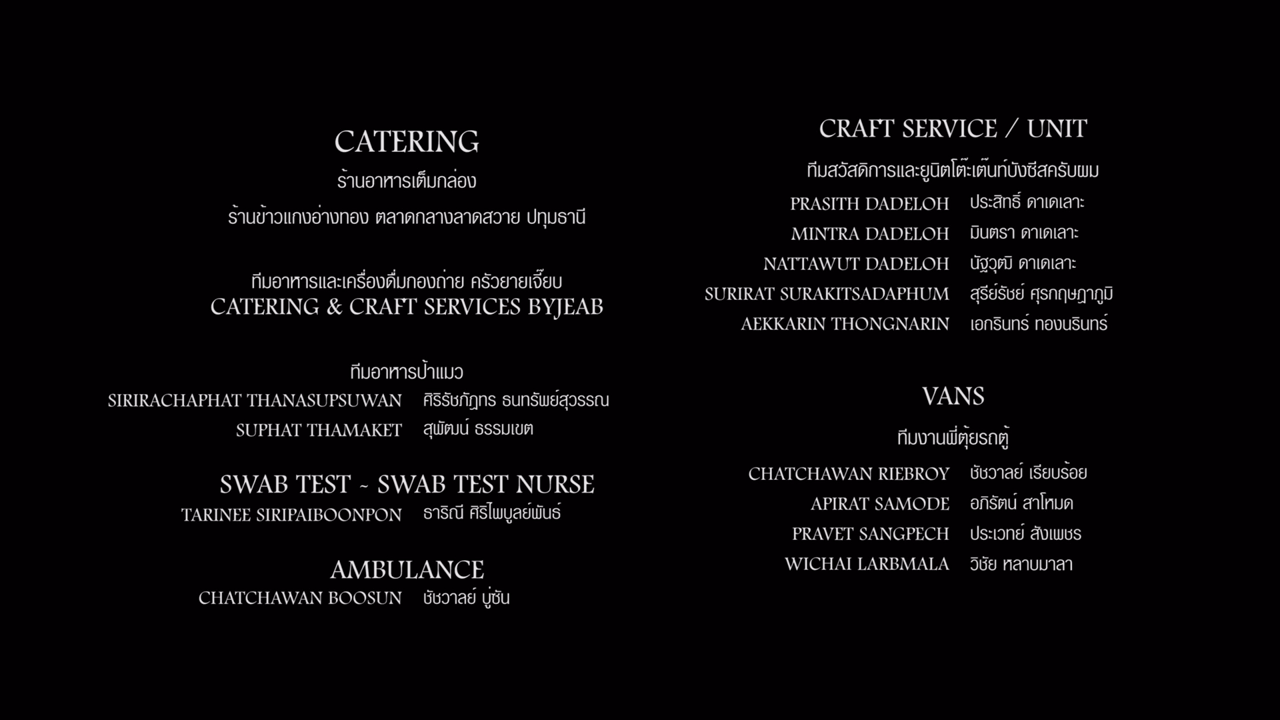 CATERING
ร้านอาหารเต็มกล่อง
ร้านข้าวแกงอ่างทอง ตลาดกลางลาดสวาย ปทุมธานี
ทีมอาหารและเครื่องดื่มกองถ่าย ครัวยายเจี๊ยบ
CATERING & CRAFT SERVICES BYJEAB
ทีมอาหารป้าแมว
SIRIRACHAPHAT THANASUPSUWAN ศิริรัชภัฏทร ธนทรัพย์สุวรรณ
SUPHAT THAMAKET สุพัฒน์ ธรรมเขต
SWAB TEST ~ SWAB TEST NURSE
TARINEE SIRIPAIBOONPON ธาริณี ศิริไพบูลย์พันธ์
AMBULANCE
CHATCHAWAN BOOSUN ชัชวาลย์ บู่ซัน
CRAFT SERVICE / UNIT
ทีมสวัสดิการและยูนิตโต๊ะเต๊นท์บังซีสครับผม
PRASITH DADELOH ประสิทธิ์ ดาเดเลาะ
MINTRA DADELOH มินตรา ดาเดเลาะ
NATTAWUT DADELOH นัฐวุฒิ ดาเดเลาะ
SURIRAT SURAKITSADAPHUM สุรีย์รัชย์ ศุรกฤษฎาภูมิ
AEKKARIN THONGNARIN เอกรินทร์ ทองนรินทร์
VANS
ทีมงานพี่ตุ้ยรถตู้
CHATCHAWAN RIEBROY ชัชวาลย์ เรียบร้อย
APIRAT SAMODE อภิรัตน์ สาโหมด
PRAVET SANGPECH ประเวทย์ สังเพชร
WICHAI LARBMALA วิชัย หลาบมาลา